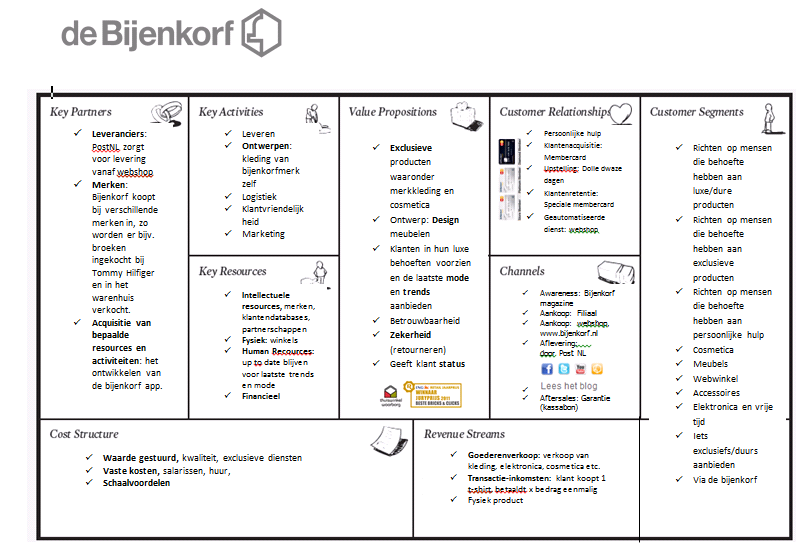 de Bijenkorf
Key Partners
Leveranciers:
PostNL zorgt
voor levering
vanaf webshop
Merken:
Bijenkorf koopt
bij verschillende
merken in, zo
worden er bijv.
broeken
ingekocht bij
Tommy Hilfiger
en in het
warenhuis
verkocht.
Acquisitie van
bepaalde
resources en
activiteiten: het
ontwikkelen van
de bijenkorf app.
Key Activities
Leveren
Ontwerpen:
kleding van
bijenkorfmerk
zelf
Logistiek
Klantvriendelijk
heid
Marketing
Key Resources
Intellectuele
resources, merken,
klantendatabases,
partnerschappen
Fysiek: winkels
Human Resources:
up to date blijven
voor laatste trends
en mode
Financieel
Value Propositions
Exclusieve
producten
waaronder
merkkleding en
cosmetica
Ontwerp: Design
meubelen
Klanten in hun luxe
behoeften voorzien
en de laatste mode
en trends
aanbieden
Betrouwbaarheid
Zekerheid
(retourneren)
Geeft klant status
thuiswinkel
waarborg
WINNAAR
JURYPRIJS 2011
BESTE BRICKS & CLICKS
Customer Relationships
Persoonlijke hulp
Klantenacquisitie:
Membercard
Upstelling: Dolle dwaze
dagen
Klantenretentie:
Speciale membercard
Geautomatiseerde
dienst: webshop
Channels
Awareness: Bijenkorf
magazine
Aankoop: Filiaal
Aankoop: webshop,
www.bijenkorf.nl
Aflevering:
door Post NL
Lees het blog
Aftersales: Garantie
(kassabon)
Customer Segments
Richten op mensen
die behoefte
hebben aan
luxe/dure
producten
Richten op mensen
die behoefte
hebben aan
exclusieve
producten
Richten op mensen
die behoefte
hebben aan
persoonlijke hulp
Cosmetica
Meubels
Webwinkel
Accessoires
Elektronica en vrije
tijd
Iets
exclusiefs/duurs
aanbieden
Via de bijenkorf
Cost Structure
Waarde gestuurd, kwaliteit, exclusieve diensten
Vaste kosten, salarissen, huur,
Schaalvoordelen
Revenue Streams
Goederenverkoop: verkoop van
kleding, elektronica, cosmetica etc.
Transactie-inkomsten: klant koopt 1
t-shirt, betaaldt x bedrag eenmalig
Fysiek product